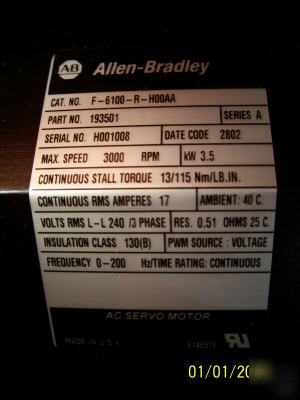 AB Allen-Bradley
CAT. NO. F-6100-R-H00AA
PART NO. 193501 SERIES A
SERIAL NO. H001008 DATE CODE 2802
MAX. SPEED 3000 RPM kW 3.5
CONTINUOUS STALL TORQUE 13/115 Nm/LB.IN.
CONTINUOUS RMS AMPERES 17 AMBIENT: 40 C.
VOLTS RMS L-L 240 /3 PHASE RES. 0.51 OHMS 25 C.
INSULATION CLASS 130(B) PWM SOURCE : VOLTAGE
FREQUENCY 0-200 Hz/TIME RATING: CONTINUOUS
AC SERVO MOTOR
MADE IN U.S.A.
01/01/20